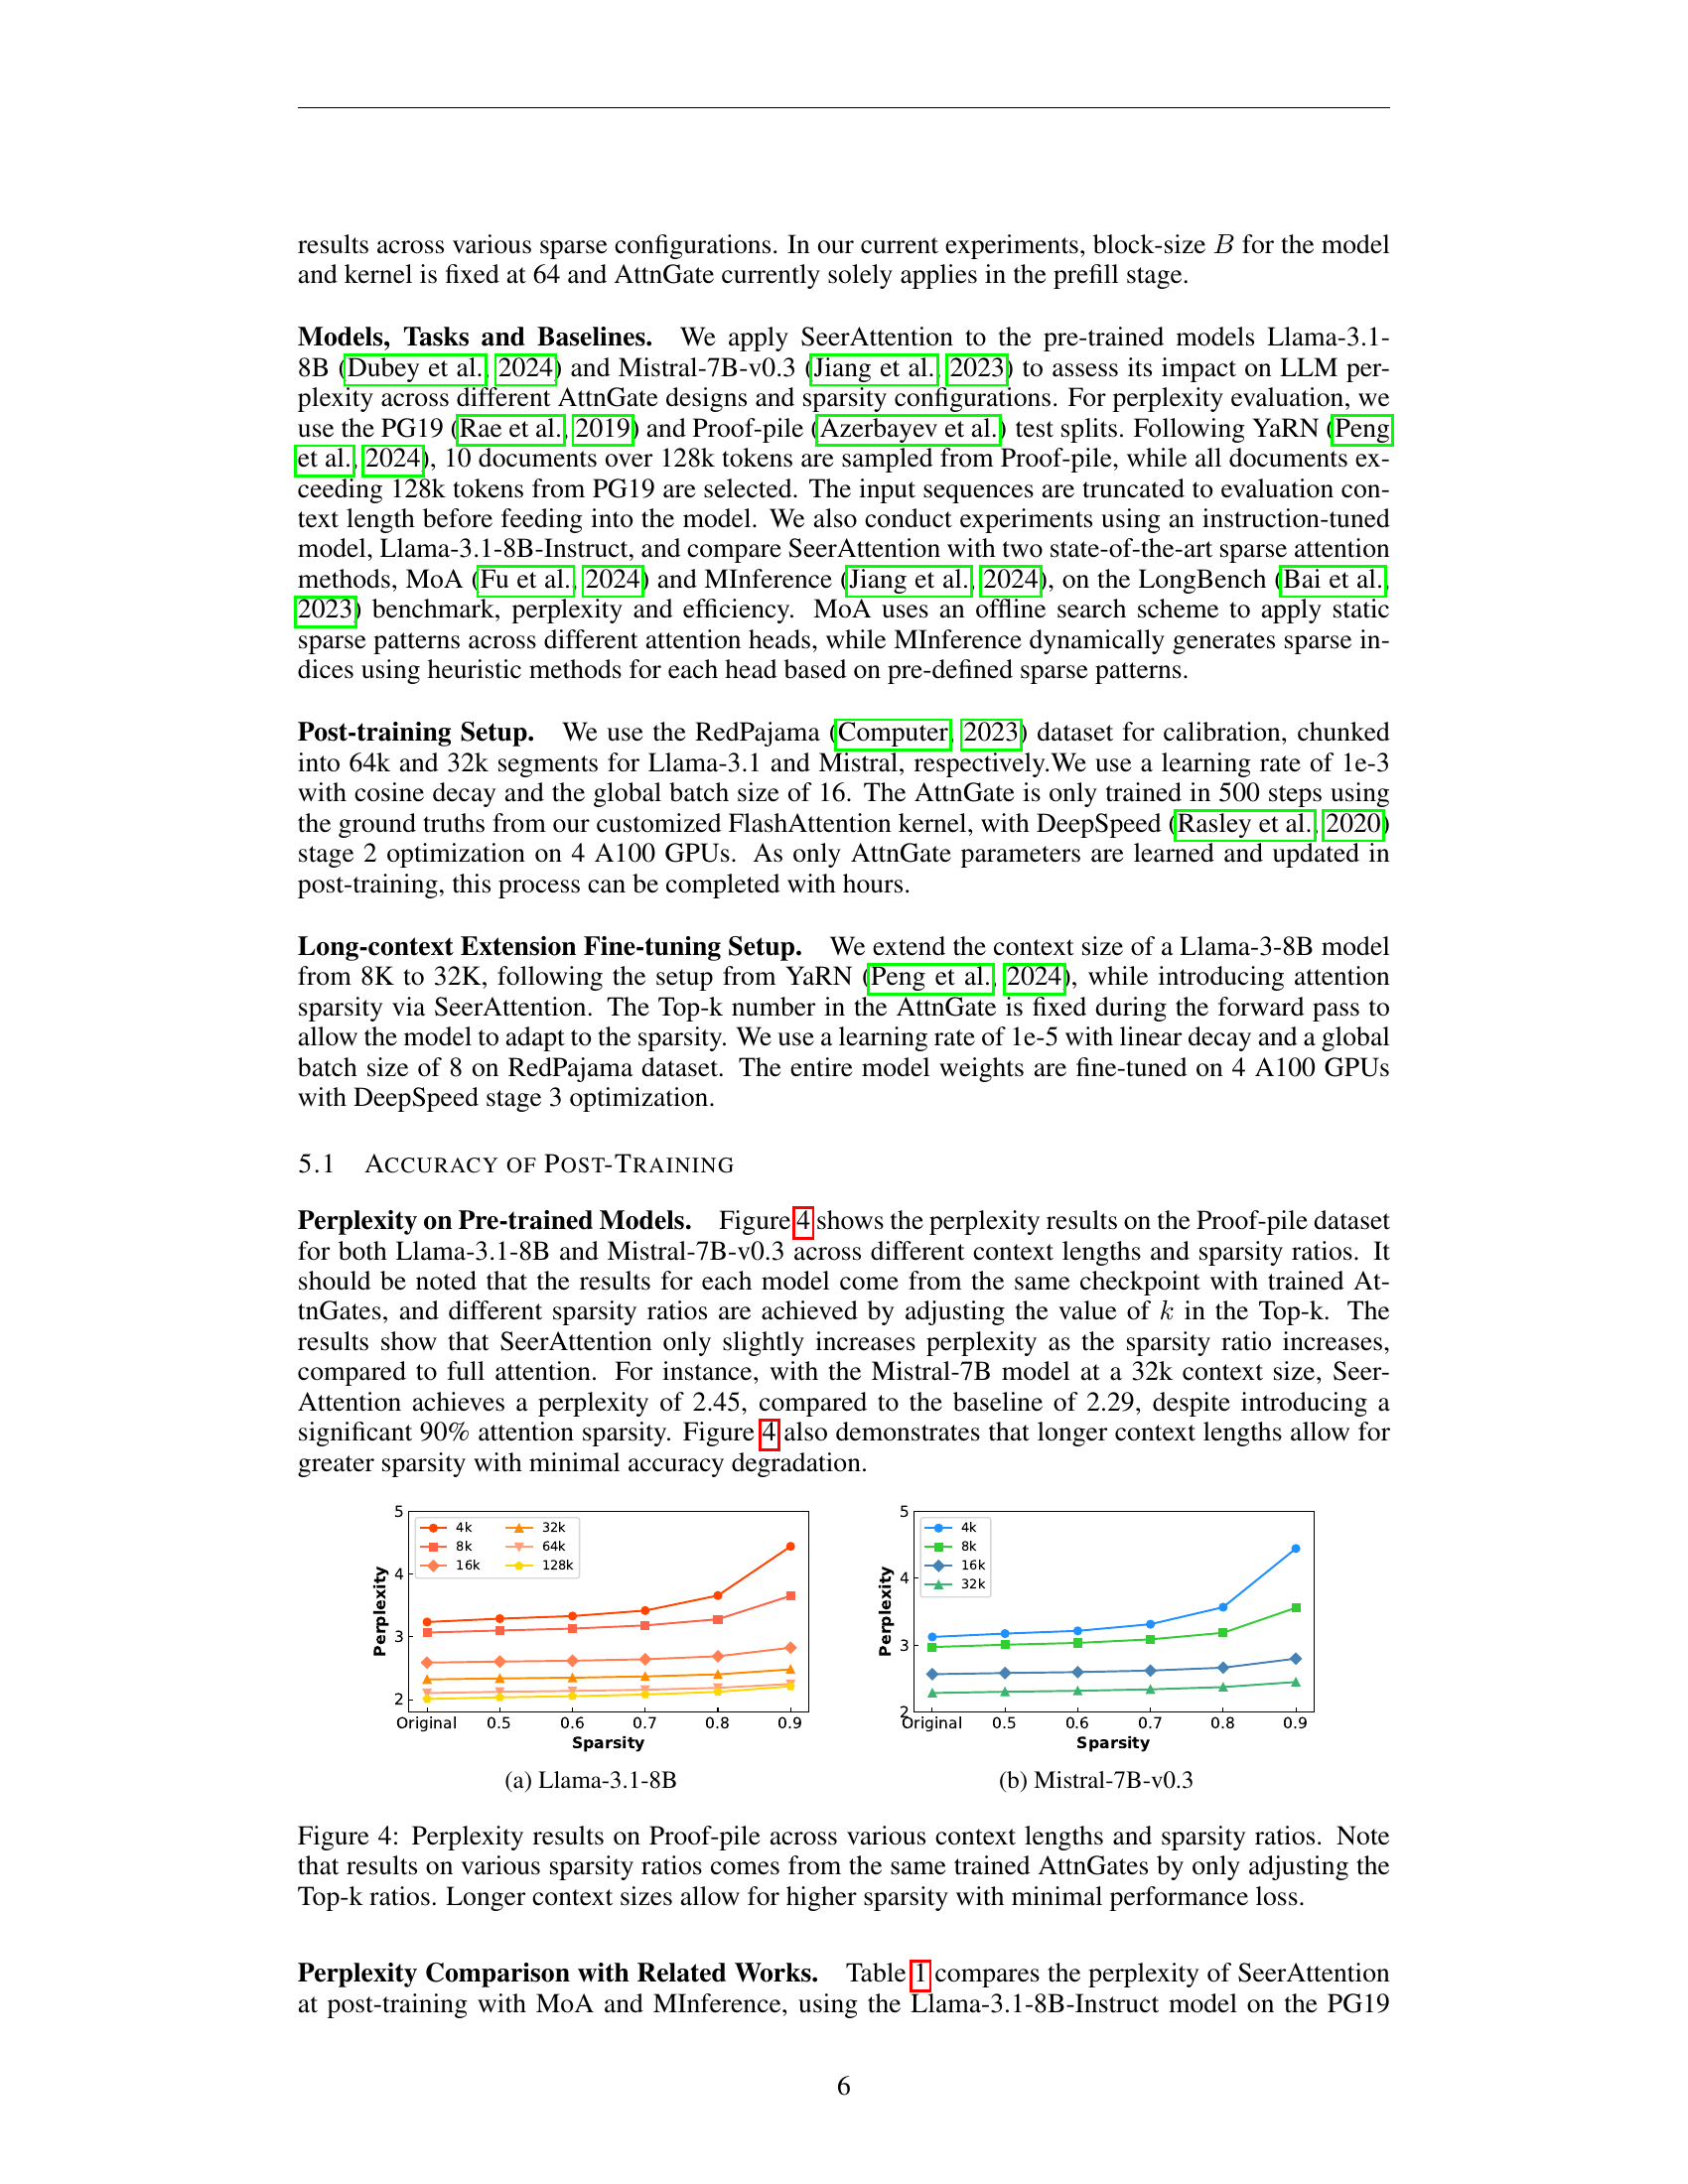 results across various sparse configurations. In our current experiments, block-size B for the model
and kernel is fixed at 64 and AttnGate currently solely applies in the prefill stage.
Models, Tasks and Baselines. We apply SeerAttention to the pre-trained models Llama-3.1-
8B (Dubey et al., 2024) and Mistral-7B-v0.3 (Jiang et al., 2023) to assess its impact on LLM per-
plexity across different AttnGate designs and sparsity configurations. For perplexity evaluation, we
use the PG19 (Rae et al., 2019) and Proof-pile (Azerbayev et al.) test splits. Following YaRN (Peng
et al., 2024), 10 documents over 128k tokens are sampled from Proof-pile, while all documents ex-
ceeding 128k tokens from PG19 are selected. The input sequences are truncated to evaluation con-
text length before feeding into the model. We also conduct experiments using an instruction-tuned
model, Llama-3.1-8B-Instruct, and compare SeerAttention with two state-of-the-art sparse attention
methods, MoA (Fu et al., 2024) and MInference (Jiang et al., 2024), on the LongBench (Bai et al.,
2023) benchmark, perplexity and efficiency. MoA uses an offline search scheme to apply static
sparse patterns across different attention heads, while MInference dynamically generates sparse in-
dices using heuristic methods for each head based on pre-defined sparse patterns.
Post-training Setup. We use the RedPajama (Computer, 2023) dataset for calibration, chunked
into 64k and 32k segments for Llama-3.1 and Mistral, respectively.We use a learning rate of 1e-3
with cosine decay and the global batch size of 16. The AttnGate is only trained in 500 steps using
the ground truths from our customized FlashAttention kernel, with DeepSpeed (Rasley et al., 2020)
stage 2 optimization on 4 A100 GPUs. As only AttnGate parameters are learned and updated in
post-training, this process can be completed with hours.
Long-context Extension Fine-tuning Setup. We extend the context size of a Llama-3-8B model
from 8K to 32K, following the setup from YaRN (Peng et al., 2024), while introducing attention
sparsity via SeerAttention. The Top-k number in the AttnGate is fixed during the forward pass to
allow the model to adapt to the sparsity. We use a learning rate of 1e-5 with linear decay and a global
batch size of 8 on RedPajama dataset. The entire model weights are fine-tuned on 4 A100 GPUs
with DeepSpeed stage 3 optimization.
5.1 ACCURACY OF POST-TRAINING
Perplexity on Pre-trained Models. Figure 4 shows the perplexity results on the Proof-pile dataset
for both Llama-3.1-8B and Mistral-7B-v0.3 across different context lengths and sparsity ratios. It
should be noted that the results for each model come from the same checkpoint with trained At-
tnGates, and different sparsity ratios are achieved by adjusting the value of k in the Top-k. The
results show that SeerAttention only slightly increases perplexity as the sparsity ratio increases,
compared to full attention. For instance, with the Mistral-7B model at a 32k context size, Seer-
Attention achieves a perplexity of 2.45, compared to the baseline of 2.29, despite introducing a
significant 90% attention sparsity. Figure 4 also demonstrates that longer context lengths allow for
greater sparsity with minimal accuracy degradation.
5
4
3
2
Perplexity
4k 32k
8k 64k
16k 128k
Original 0.5 0.6 0.7 0.8 0.9
Sparsity
(a) Llama-3.1-8B
5
4
3
2
Perplexity
4k
8k
16k
32k
Original 0.5 0.6 0.7 0.8 0.9
Sparsity
(b) Mistral-7B-v0.3
Figure 4: Perplexity results on Proof-pile across various context lengths and sparsity ratios. Note
that results on various sparsity ratios comes from the same trained AttnGates by only adjusting the
Top-k ratios. Longer context sizes allow for higher sparsity with minimal performance loss.
Perplexity Comparison with Related Works. Table 1 compares the perplexity of SeerAttention
at post-training with MoA and MInference, using the Llama-3.1-8B-Instruct model on the PG19
6